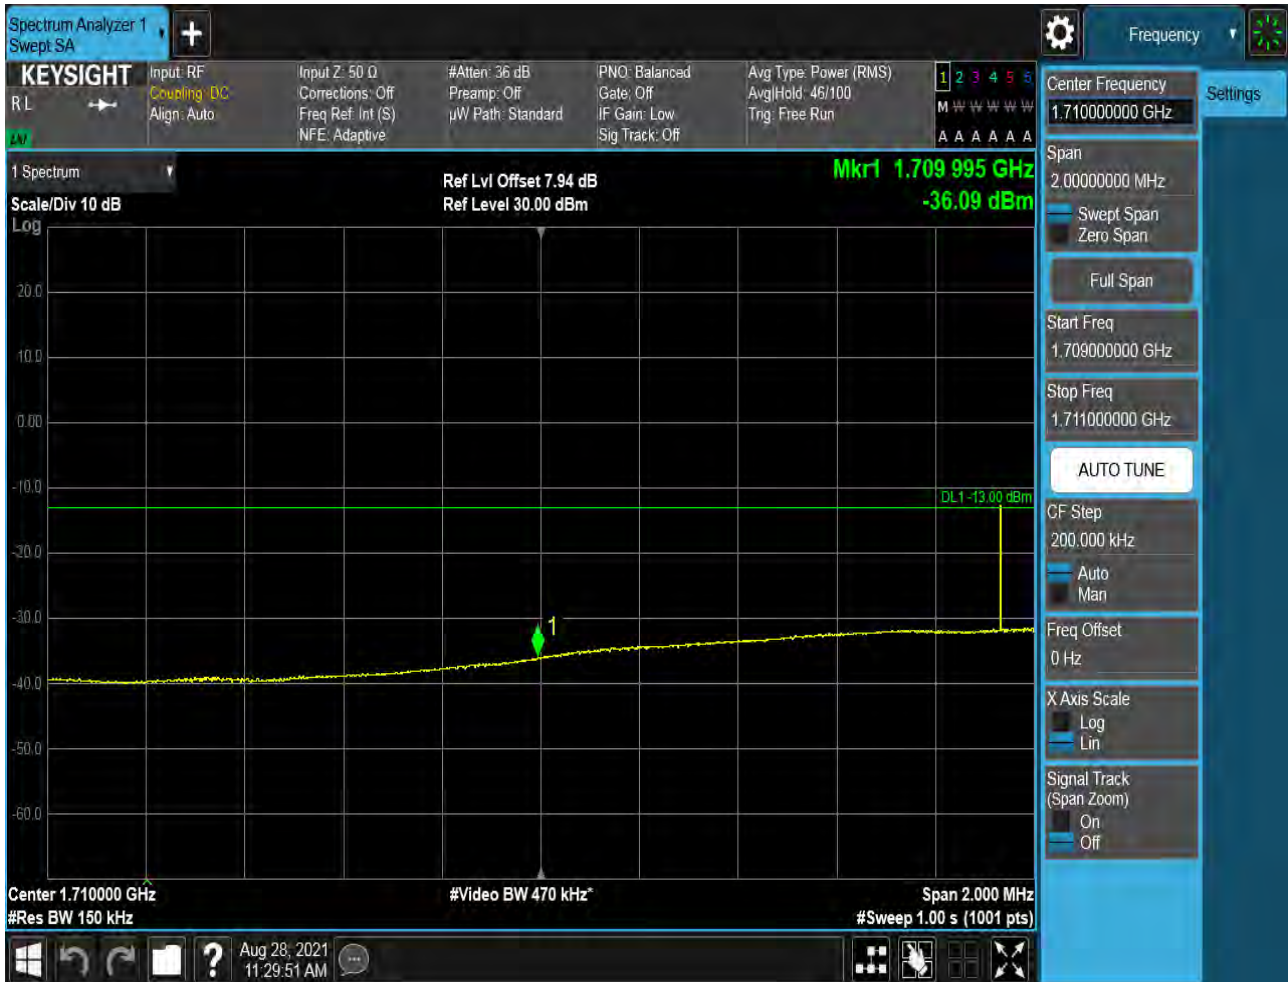 Spectrum Analyzer 1
Swept SA
Frequency
KEYSIGHT
R L
LNI
Input: RF
Coupling: DC
Align: Auto
Input Z: 50 Ω
Corrections: Off
Freq Ref: Int (S)
NFE: Adaptive
#Atten: 36 dB
Preamp: Off
µW Path: Standard
PNO: Balanced
Gate: Off
IF Gain: Low
Sig Track: Off
Avg Type: Power (RMS)
Avg|Hold: 46/100
Trig: Free Run
1 2 3 4 5 6
M W W W W W
A A A A A A
1 Spectrum
Scale/Div 10 dB
Log
Ref Lvl Offset 7.94 dB
Ref Level 30.00 dBm
Mkr1 1.709 995 GHz
-36.09 dBm
20.0
10.0
0.00
-10.0
DL1 -13.00 dBm
-20.0
-30.0
1
-40.0
-50.0
-60.0
Center 1.710000 GHz
#Video BW 470 kHz*
Span 2.000 MHz
#Res BW 150 kHz
#Sweep 1.00 s (1001 pts)
Aug 28, 2021
11:29:51 AM
Center Frequency
1.710000000 GHz
Settings
Span
2.00000000 MHz
Swept Span
Zero Span
Full Span
Start Freq
1.709000000 GHz
Stop Freq
1.711000000 GHz
AUTO TUNE
CF Step
200.000 kHz
Auto
Man
Freq Offset
0 Hz
X Axis Scale
Log
Lin
Signal Track
(Span Zoom)
On
Off